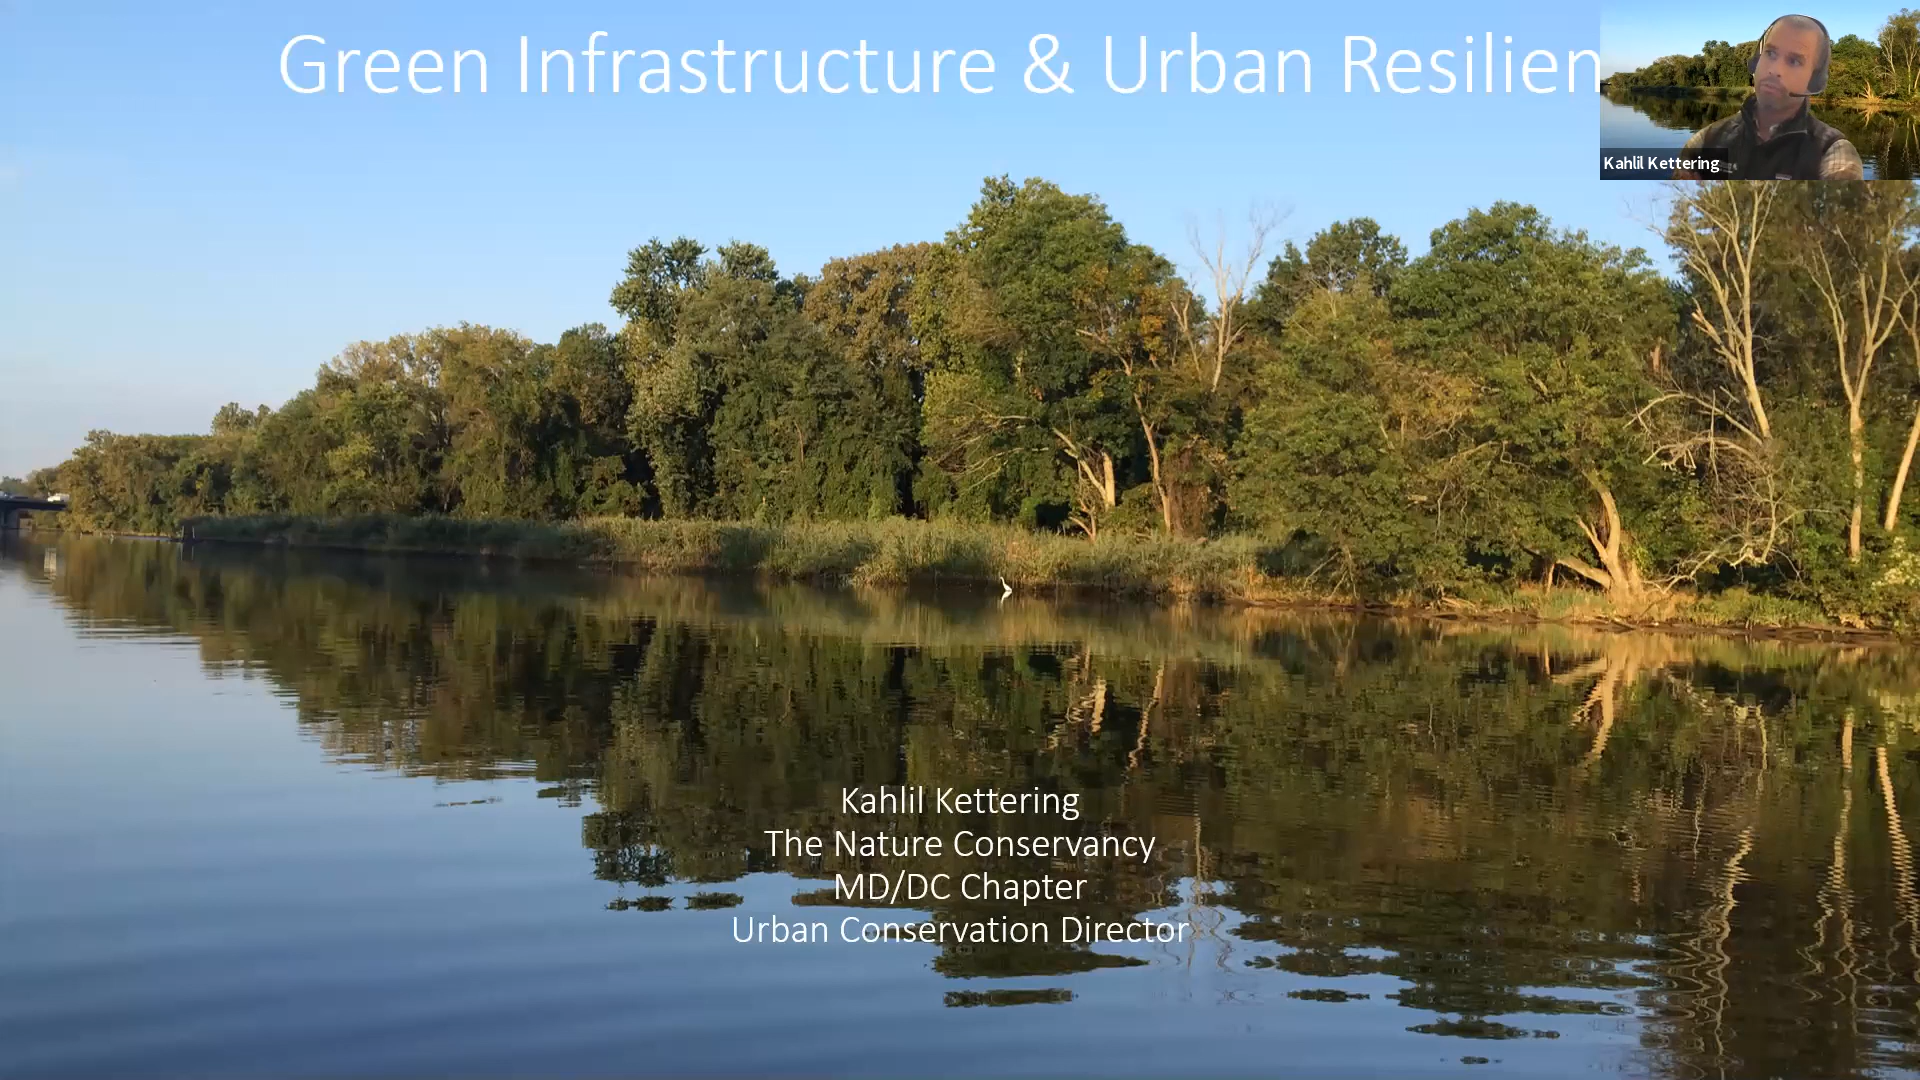 Green Infrastructure & Urban Resilien
Kahlil Kettering
Kahlil Kettering
The Nature Conservancy
MD/DC Chapter
Urban Conservation Director